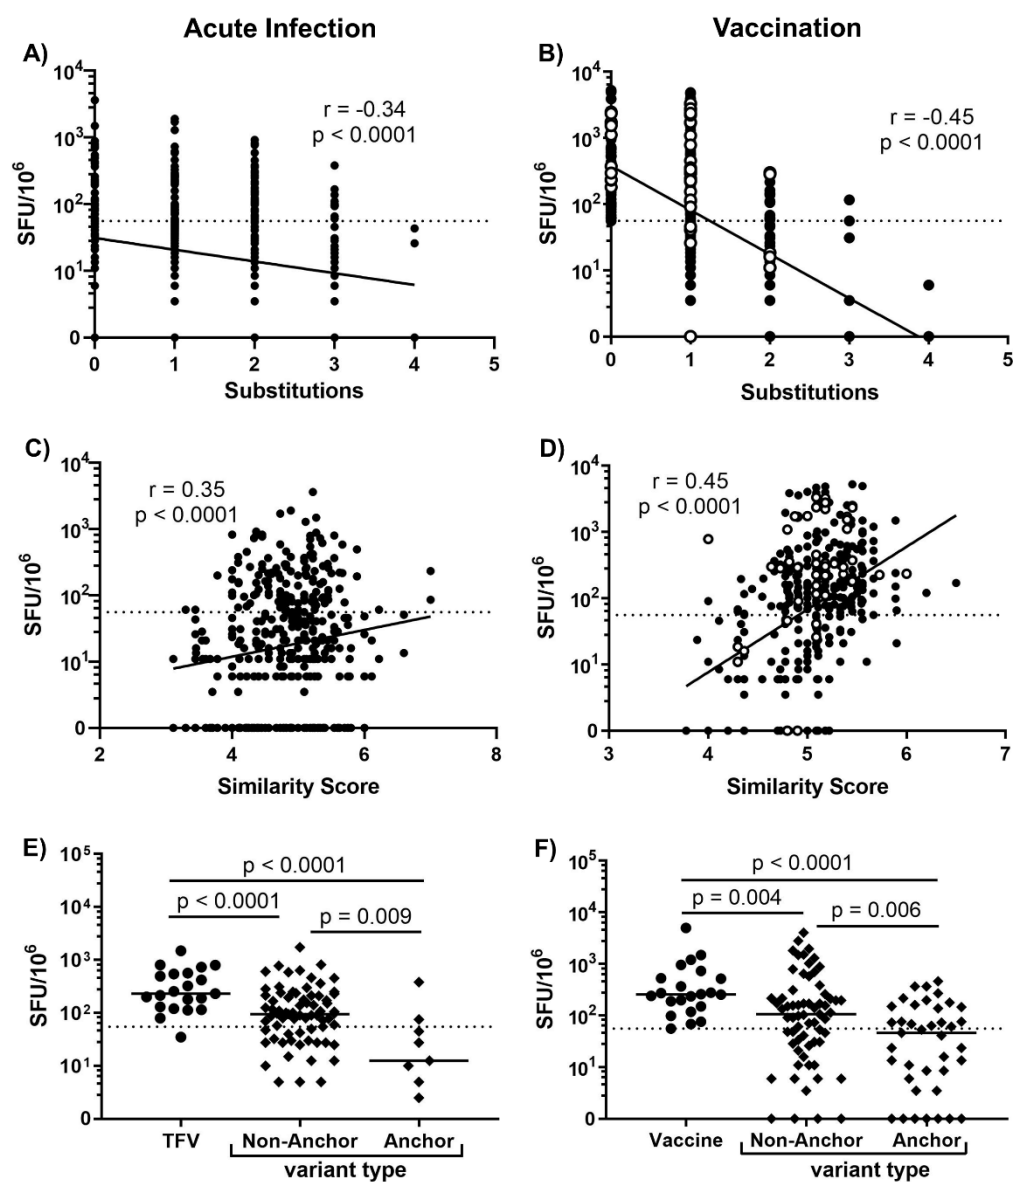 Acute Infection
Vaccination
A)
10^4
10^3
10^2
10^1
0
SFU/10^6
r = -0.34
p < 0.0001
0 1 2 3 4 5
Substitutions
B)
10^4
10^3
10^2
10^1
0
SFU/10^6
r = -0.45
p < 0.0001
0 1 2 3 4 5
Substitutions
C)
10^4
10^3
10^2
10^1
0
SFU/10^6
r = 0.35
p < 0.0001
2 4 6 8
Similarity Score
D)
10^4
10^3
10^2
10^1
0
SFU/10^6
r = 0.45
p < 0.0001
3 4 5 6 7
Similarity Score
E)
10^5
10^4
10^3
10^2
10^1
0
SFU/10^6
p < 0.0001
p < 0.0001
p = 0.009
TFV Non-Anchor Anchor
variant type
F)
10^5
10^4
10^3
10^2
10^1
0
SFU/10^6
p < 0.0001
p = 0.004
p = 0.006
Vaccine Non-Anchor Anchor
variant type